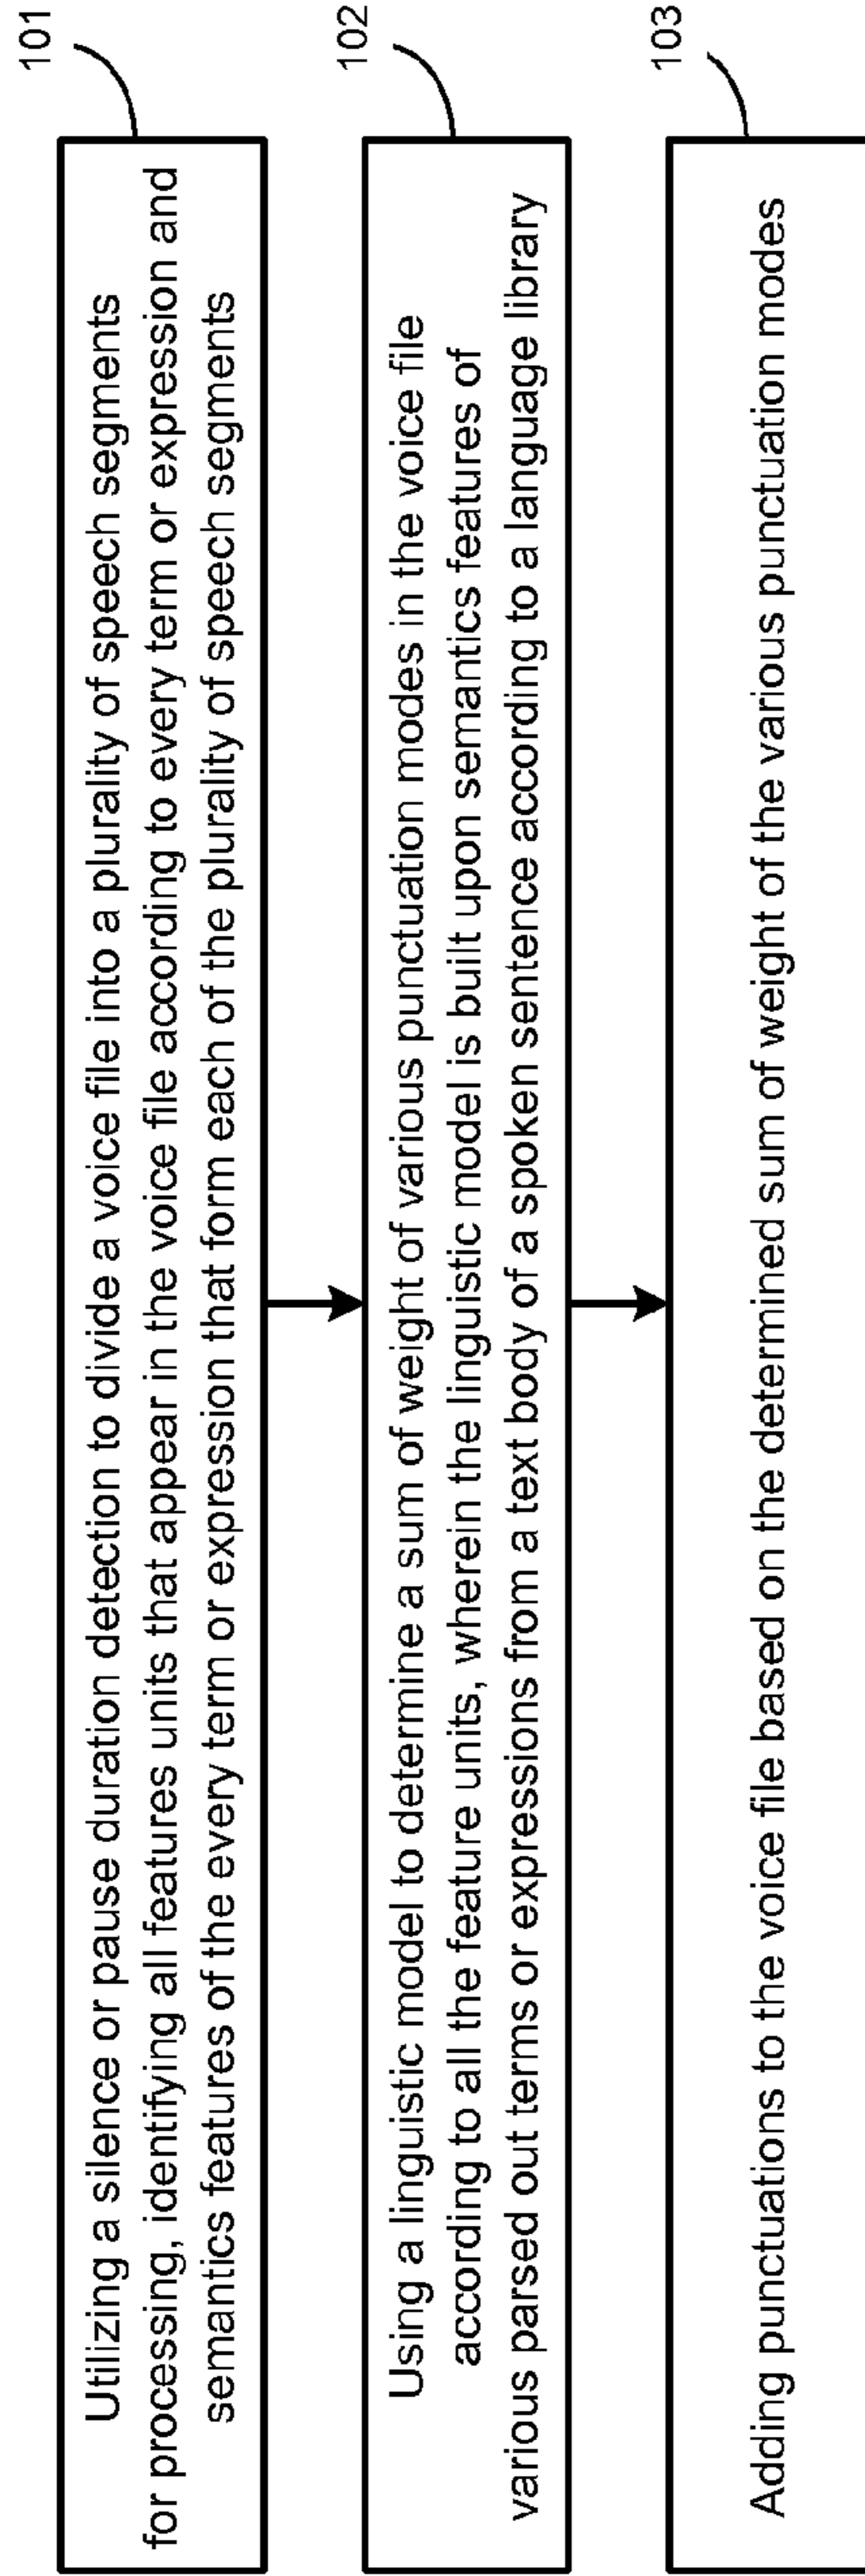 101
Utilizing a silence or pause duration detection to divide a voice file into a plurality of speech segments
for processing, identifying all features units that appear in the voice file according to every term or expression and
semantics features of the every term or expression that form each of the plurality of speech segments
102
Using a linguistic model to determine a sum of weight of various punctuation modes in the voice file
according to all the feature units, wherein the linguistic model is built upon semantics features of
various parsed out terms or expressions from a text body of a spoken sentence according to a language library
103
Adding punctuations to the voice file based on the determined sum of weight of the various punctuation modes